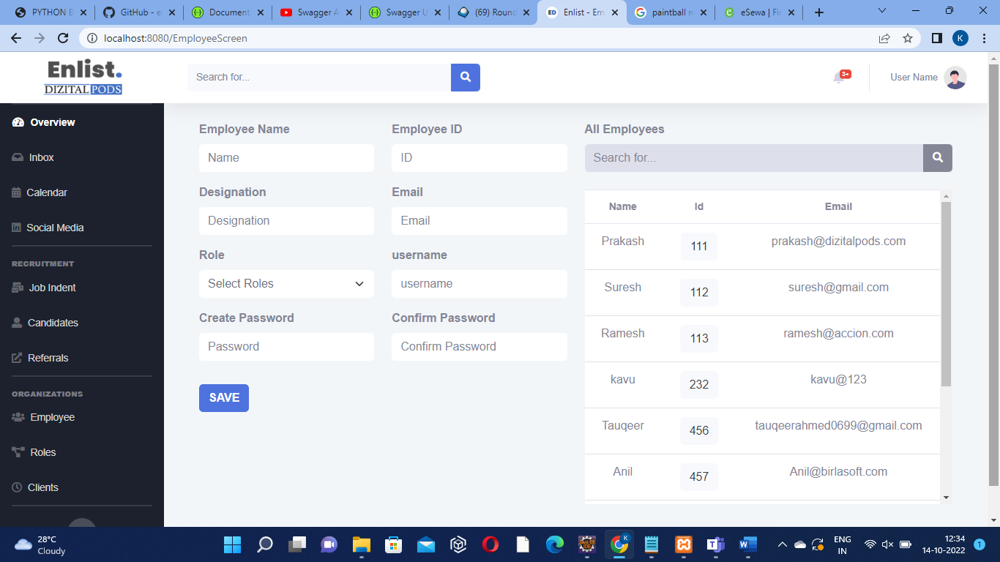 PYTHON B
GitHub - e
Document
Swagger A
Swagger U
(69) Round
ED Enlist - Em
paintball n
eSewa | Fi
localhost:8080/EmployeeScreen
K
Enlist.
DIZITALPODS
Search for...
3+
User Name
Overview
Inbox
Calendar
Social Media
RECRUITMENT
Job Indent
Candidates
Referrals
ORGANIZATIONS
Employee
Roles
Clients
Employee Name
Employee ID
Name
ID
Designation
Email
Designation
Email
Role
username
Select Roles
username
Create Password
Confirm Password
Password
Confirm Password
SAVE
All Employees
Search for...
Name Id Email
Prakash 111 prakash@dizitalpods.com
Suresh 112 suresh@gmail.com
Ramesh 113 ramesh@accion.com
kavu 232 kavu@123
Tauqeer 456 tauqeerahmed0699@gmail.com
Anil 457 Anil@birlasoft.com
28°C
Cloudy
ENG
IN
12:34
14-10-2022
1